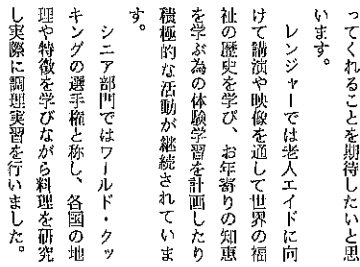 ってくれることを期待したいと思
います。
レンジャーでは老人エイドに向
けて講演や映像を通して世界の福
祉の歴史を学び、お年寄りの知恵
を学ぶ為の体験学習を計画したり
積極的な活動が継続されていま
す。
シニア部門ではワールド・クッ
キングの選手権と称し、各国の地
理や特徴を学びながら料理を研究
し実際に調理実習を行いました。